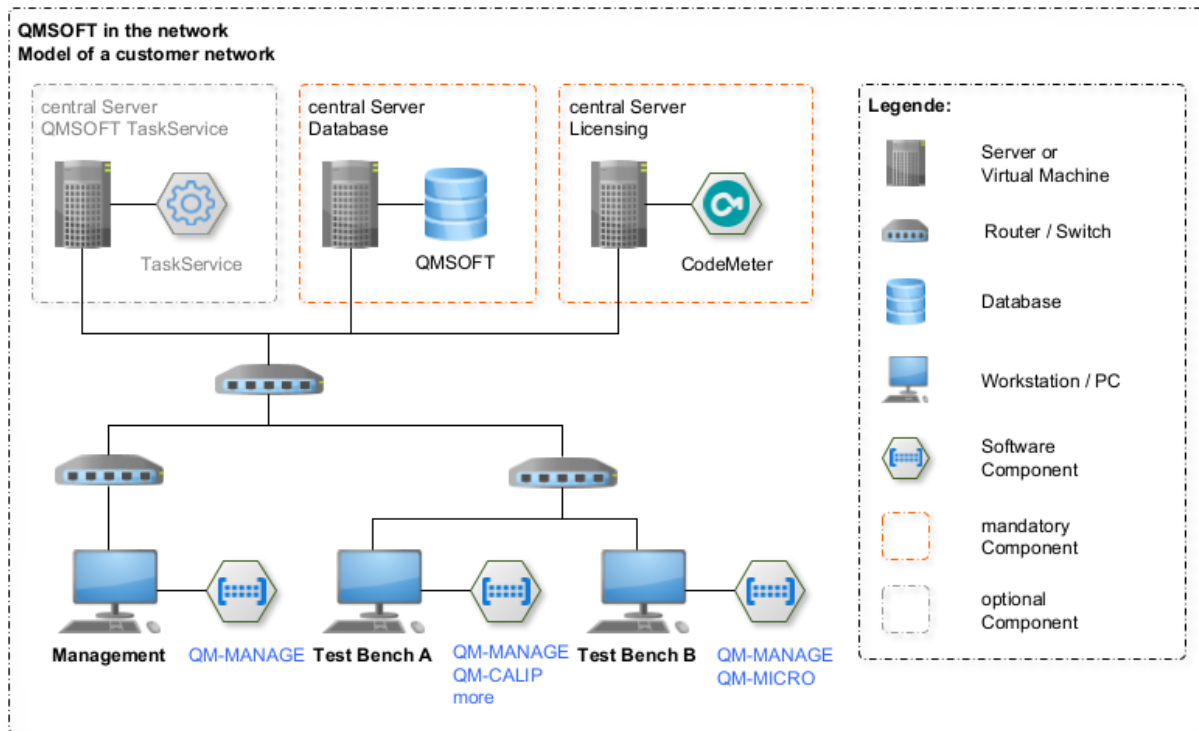 QMSOFT in the network
Model of a customer network
central Server
QMSOFT TaskService
TaskService
central Server
Database
QMSOFT
central Server
Licensing
CodeMeter
Management
QM-MANAGE
Test Bench A
QM-MANAGE
QM-CALIP
more
Test Bench B
QM-MANAGE
QM-MICRO
Legende:
Server or
Virtual Machine
Router / Switch
Database
Workstation / PC
Software
Component
mandatory
Component
optional
Component